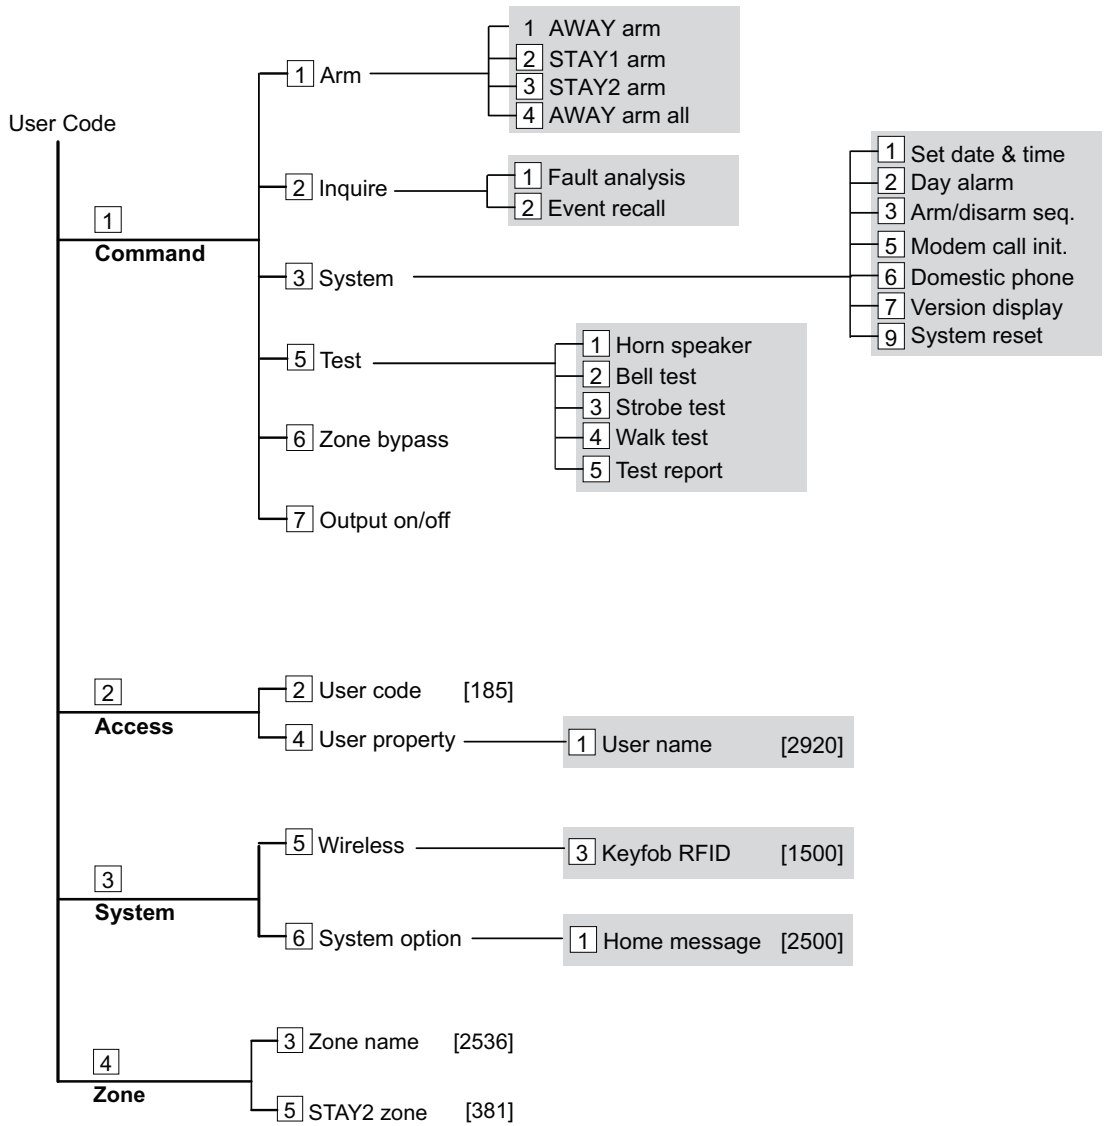 User Code
1
Command
1 Arm
1 AWAY arm
2 STAY1 arm
3 STAY2 arm
4 AWAY arm all
2 Inquire
1 Fault analysis
2 Event recall
3 System
1 Set date & time
2 Day alarm
3 Arm/disarm seq.
5 Modem call init.
6 Domestic phone
7 Version display
9 System reset
5 Test
1 Horn speaker
2 Bell test
3 Strobe test
4 Walk test
5 Test report
6 Zone bypass
7 Output on/off
2
Access
2 User code [185]
4 User property
1 User name [2920]
3
System
5 Wireless
3 Keyfob RFID [1500]
6 System option
1 Home message [2500]
4
Zone
3 Zone name [2536]
5 STAY2 zone [381]